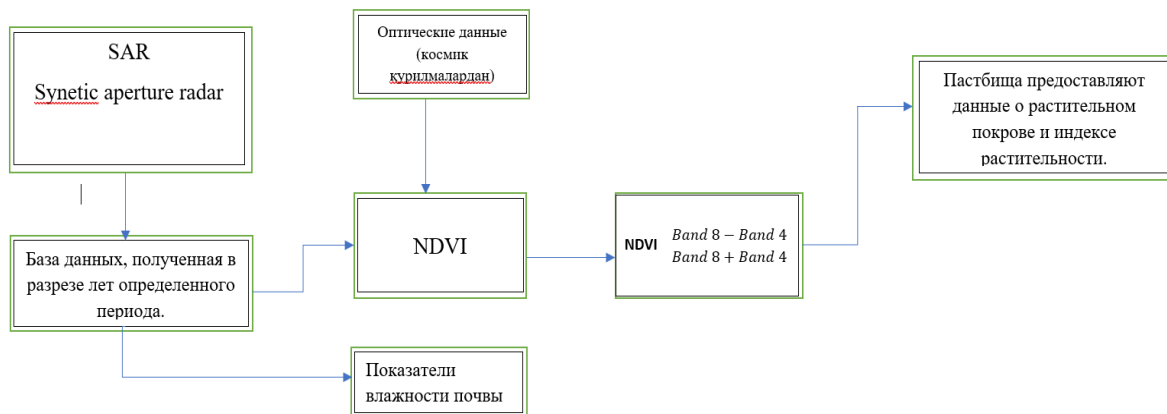 SAR
Synetic aperture radar
Оптические данные
(космик
қурилмалардан)
Пастбища предоставляют
данные о растительном
покрове и индексе
растительности.
База данных, полученная в
разрезе лет определенного
периода.
NDVI
NDVI Band 8 − Band 4
Band 8 + Band 4
Показатели
влажности почвы